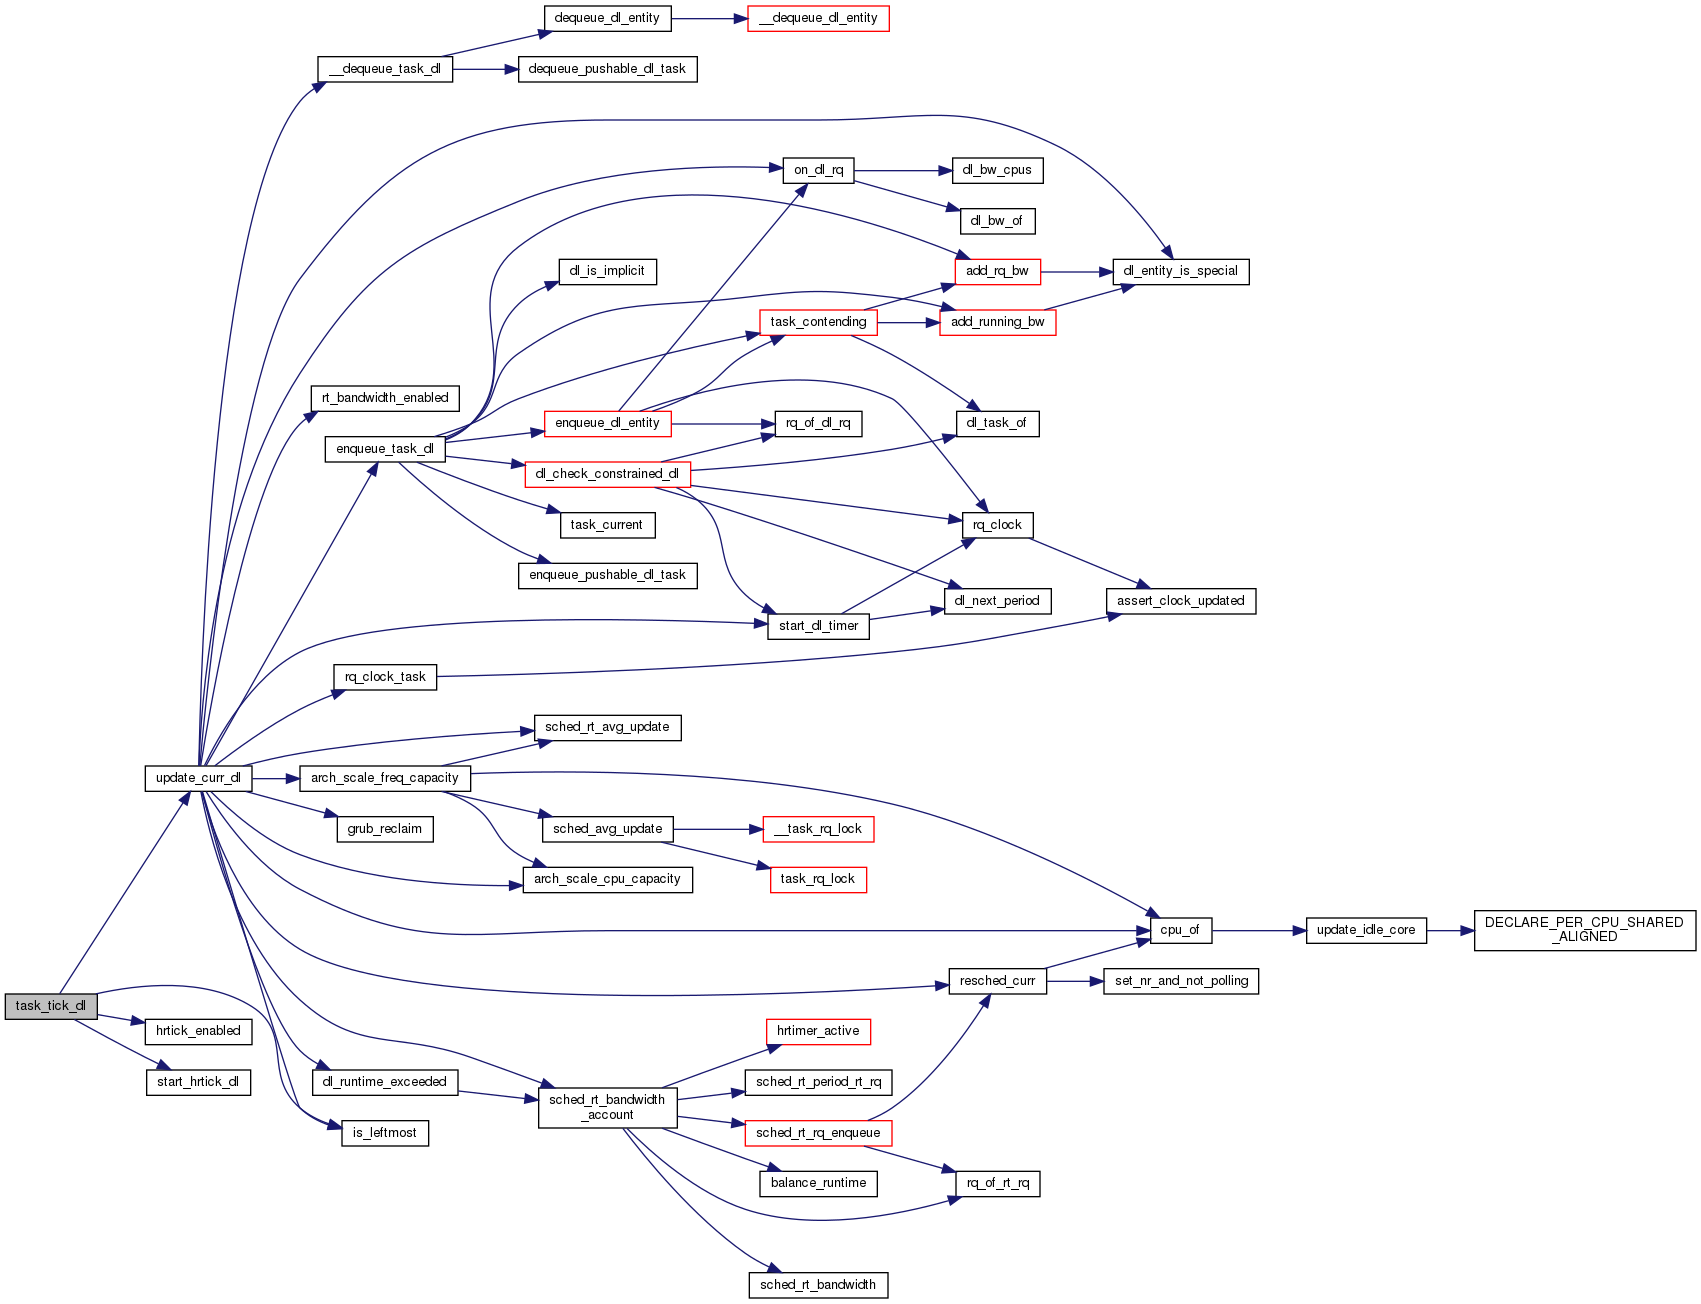 dequeue_dl_entity
__dequeue_dl_entity
__dequeue_task_dl
dequeue_pushable_dl_task
on_dl_rq
dl_bw_cpus
dl_bw_of
dl_is_implicit
add_rq_bw
dl_entity_is_special
task_contending
add_running_bw
rt_bandwidth_enabled
enqueue_dl_entity
rq_of_dl_rq
dl_task_of
enqueue_task_dl
dl_check_constrained_dl
task_current
rq_clock
enqueue_pushable_dl_task
dl_next_period
assert_clock_updated
start_dl_timer
rq_clock_task
sched_rt_avg_update
update_curr_dl
arch_scale_freq_capacity
grub_reclaim
sched_avg_update
__task_rq_lock
arch_scale_cpu_capacity
task_rq_lock
cpu_of
update_idle_core
DECLARE_PER_CPU_SHARED
_ALIGNED
resched_curr
set_nr_and_not_polling
task_tick_dl
hrtick_enabled
hrtimer_active
start_hrtick_dl
dl_runtime_exceeded
sched_rt_period_rt_rq
sched_rt_bandwidth
_account
is_leftmost
sched_rt_rq_enqueue
balance_runtime
rq_of_rt_rq
sched_rt_bandwidth